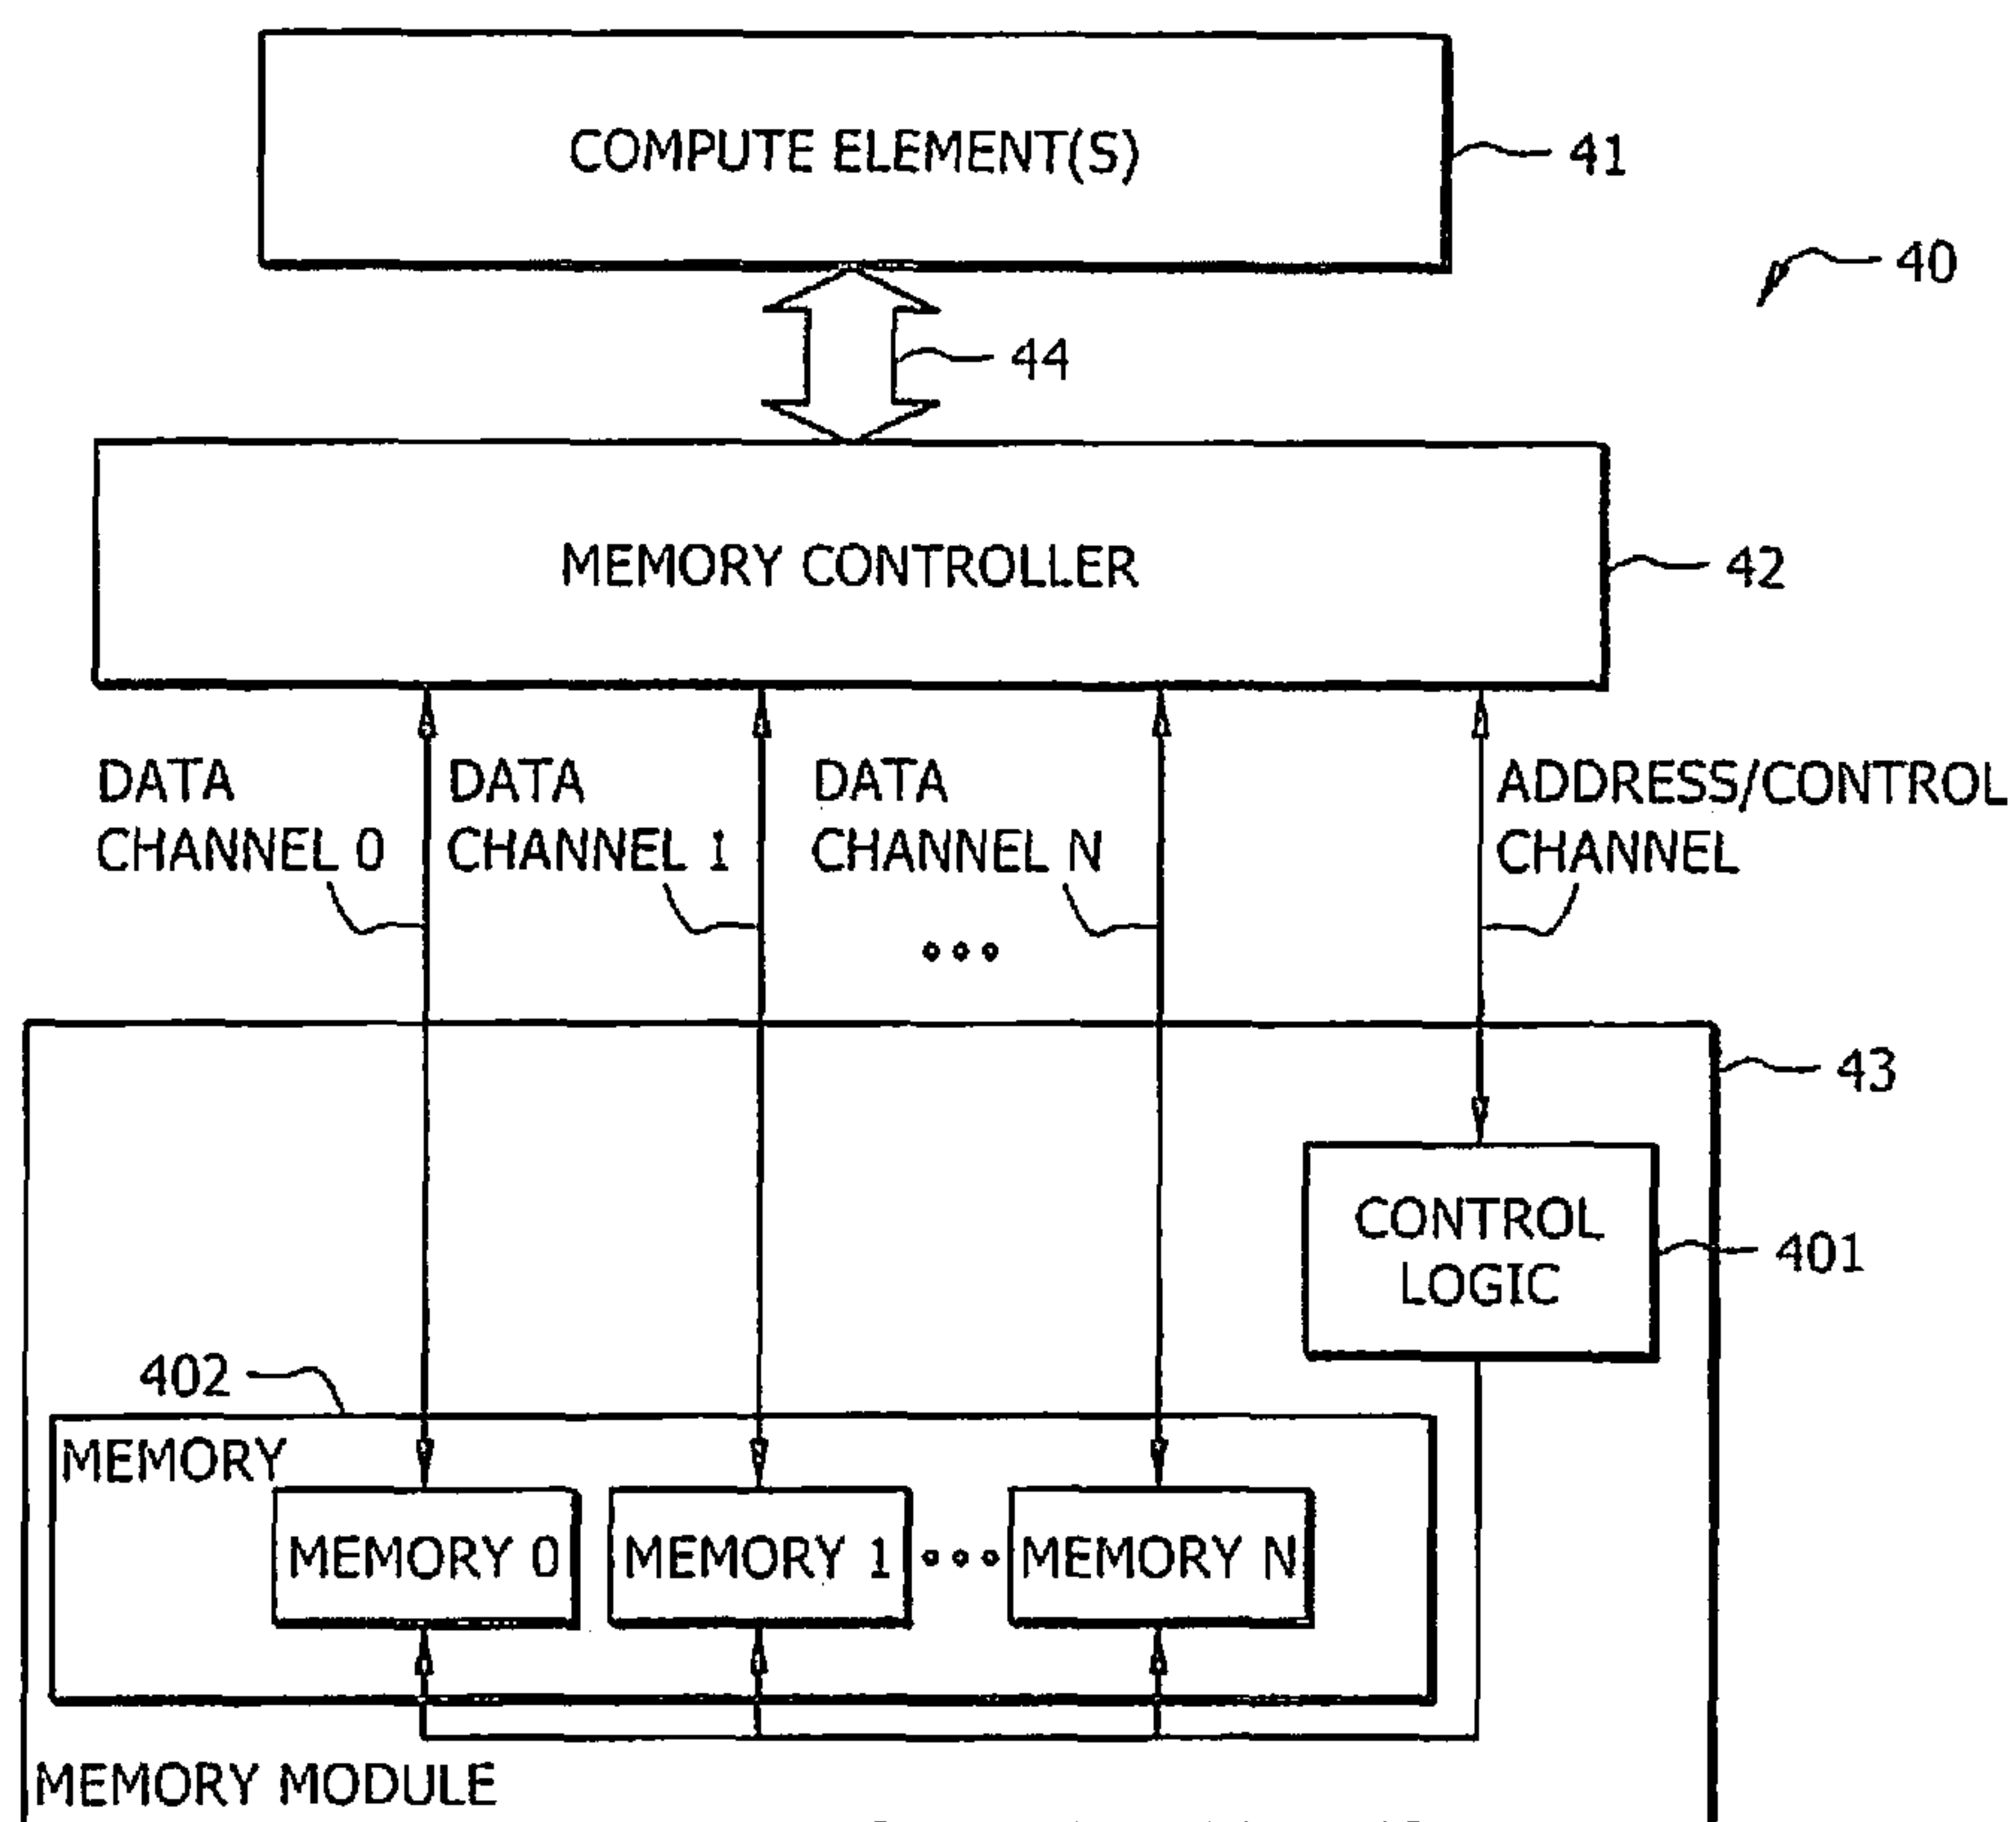 COMPUTE ELEMENT(S)
41
40
44
MEMORY CONTROLLER
42
DATA
CHANNEL 0
DATA
CHANNEL 1
DATA
CHANNEL N
ADDRESS/CONTROL
CHANNEL
43
CONTROL
LOGIC
401
402
MEMORY
MEMORY 0
MEMORY 1
MEMORY N
MEMORY MODULE